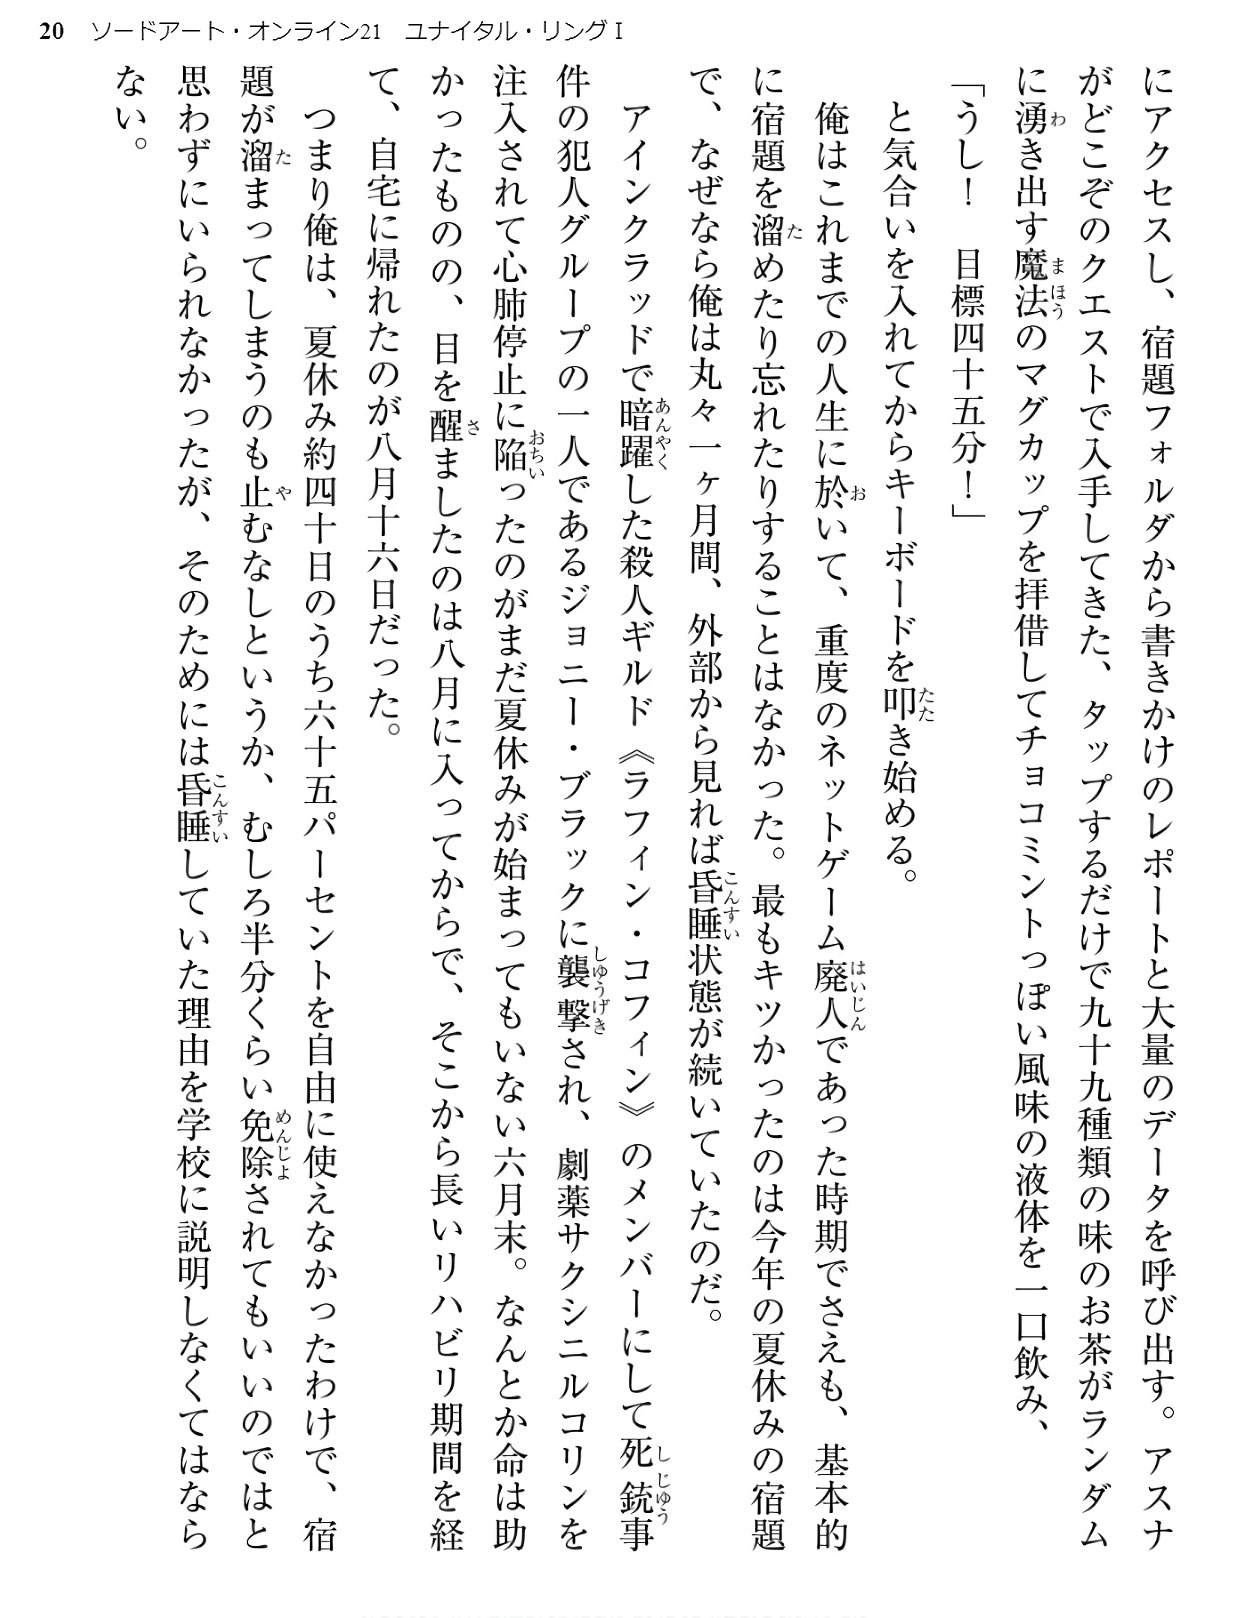 20 ソードアート・オンライン21 ユナイタル・リングⅠ
にアクセスし、宿題フォルダから書きかけのレポートと大量のデータを呼び出す。アスナ
がどこぞのクエストで入手してきた、タップするだけで九十九種類の味のお茶がランダム
に湧き出す魔法のマグカップを拝借してチョコミントっぽい風味の液体を一口飲み、
「うし！　目標四十五分！」
　と気合いを入れてからキーボードを叩き始める。
　俺はこれまでの人生に於いて、重度のネットゲーム廃人であった時期でさえも、基本的
に宿題を溜めたり忘れたりすることはなかった。最もキツかったのは今年の夏休みの宿題
で、なぜなら俺は丸々一ヶ月間、外部から見れば昏睡状態が続いていたのだ。
　アインクラッドで暗躍した殺人ギルド《ラフィン・コフィン》のメンバーにして死銃事
件の犯人グループの一人であるジョニー・ブラックに襲撃され、劇薬サクシニルコリンを
注入されて心肺停止に陥ったのがまだ夏休みが始まってもいない六月末。なんとか命は助
かったものの、目を醒ましたのは八月に入ってからで、そこから長いリハビリ期間を経
て、自宅に帰れたのが八月十六日だった。
　つまり俺は、夏休み約四十日のうち六十五パーセントを自由に使えなかったわけで、宿
題が溜まってしまうのも止むなしというか、むしろ半分くらい免除されてもいいのではと
思わずにいられなかったが、そのためには昏睡していた理由を学校に説明しなくてはなら
ない。